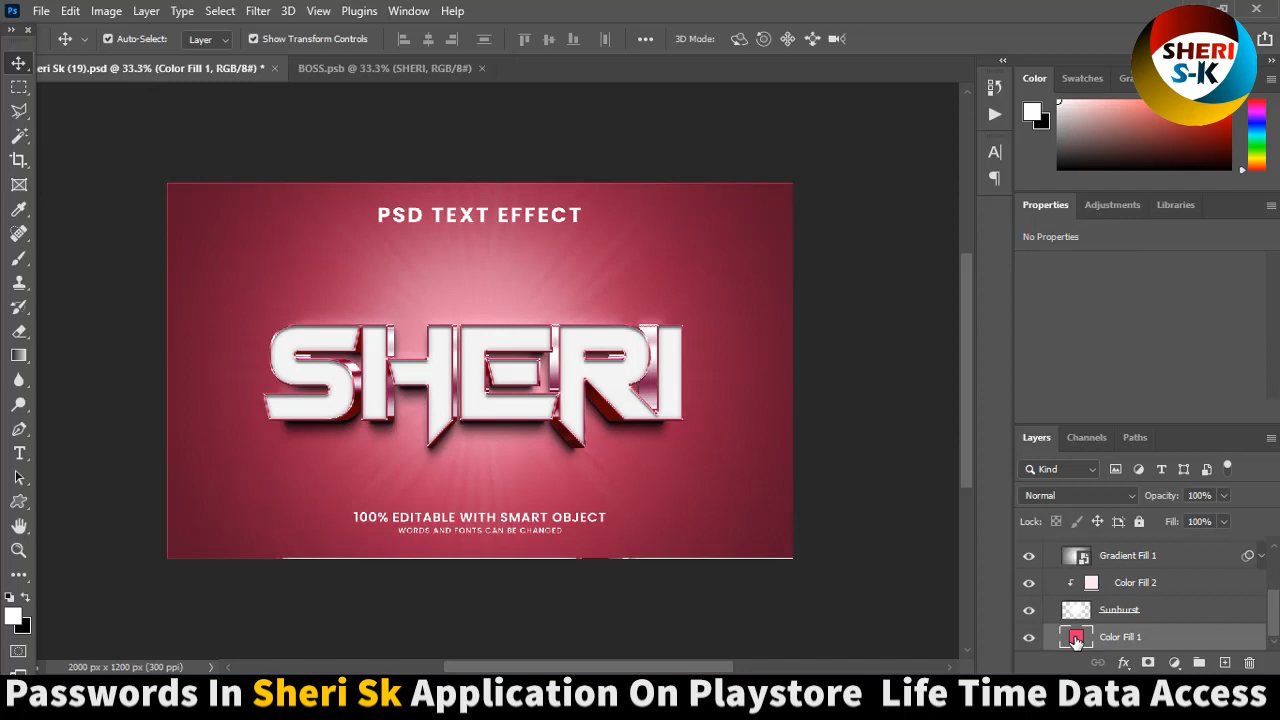 Ps File Edit Image Layer Type Select Filter 3D View Plugins Window Help
Auto-Select: Layer Show Transform Controls ••• 3D Mode:
eri Sk (19).psd @ 33.3% (Color Fill 1, RGB/8#) * × BOSS.psb @ 33.3% (SHERI, RGB/8#)
SHERI
S-K
Color Swatches Gr
PSD TEXT EFFECT
SHERI
100% EDITABLE WITH SMART OBJECT
WORDS AND FONTS CAN BE CHANGED
Properties Adjustments Libraries
No Properties
Layers Channels Paths
Kind
Normal Opacity: 100%
Lock: Fill: 100%
Gradient Fill 1
Color Fill 2
Sunburst
Color Fill 1
fx
2000 px x 1200 px (300 ppi)
Passwords In Sheri Sk Application On Playstore Life Time Data Access